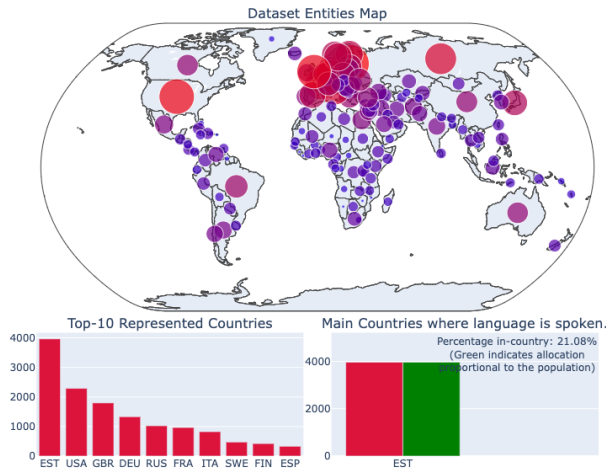 Dataset Entities Map
Top-10 Represented Countries
4000
3000
2000
1000
0
EST USA GBR DEU RUS FRA ITA SWE FIN ESP
Main Countries where language is spoken.
Percentage in-country: 21.08%
(Green indicates allocation
proportional to the population)
4000
2000
0
EST